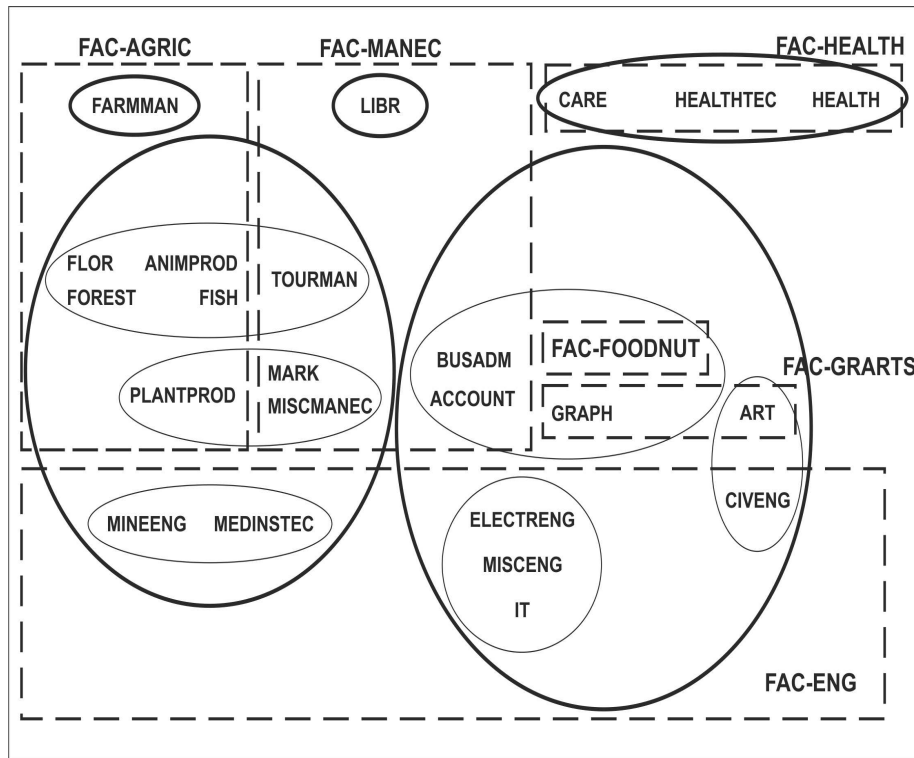 FAC-AGRIC
FAC-MANEC
FAC-HEALTH
FARMMAN
LIBR
CARE HEALTHTEC HEALTH
FLOR ANIMPROD
FOREST FISH
TOURMAN
PLANTPROD
MARK
MISCMANEC
BUSADM
ACCOUNT
FAC-FOODNUT
FAC-GRARTS
GRAPH
ART
CIVENG
MINEENG MEDINSTEC
ELECTRENG
MISCENG
IT
FAC-ENG